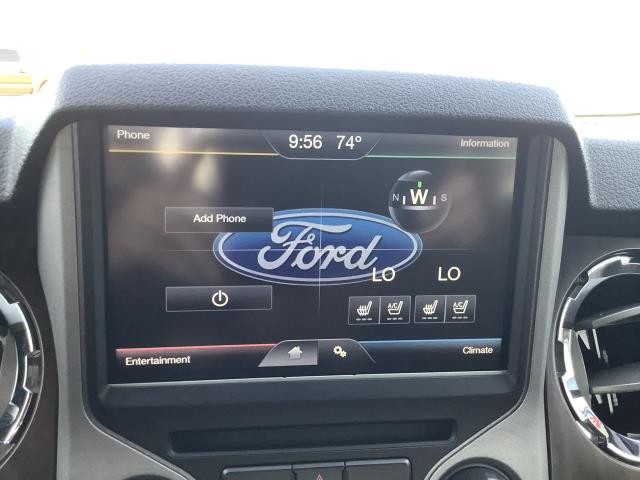 Phone
9:56 74°
Information
N W S
Add Phone
Ford
LO LO
A/C A/C
Entertainment
Climate